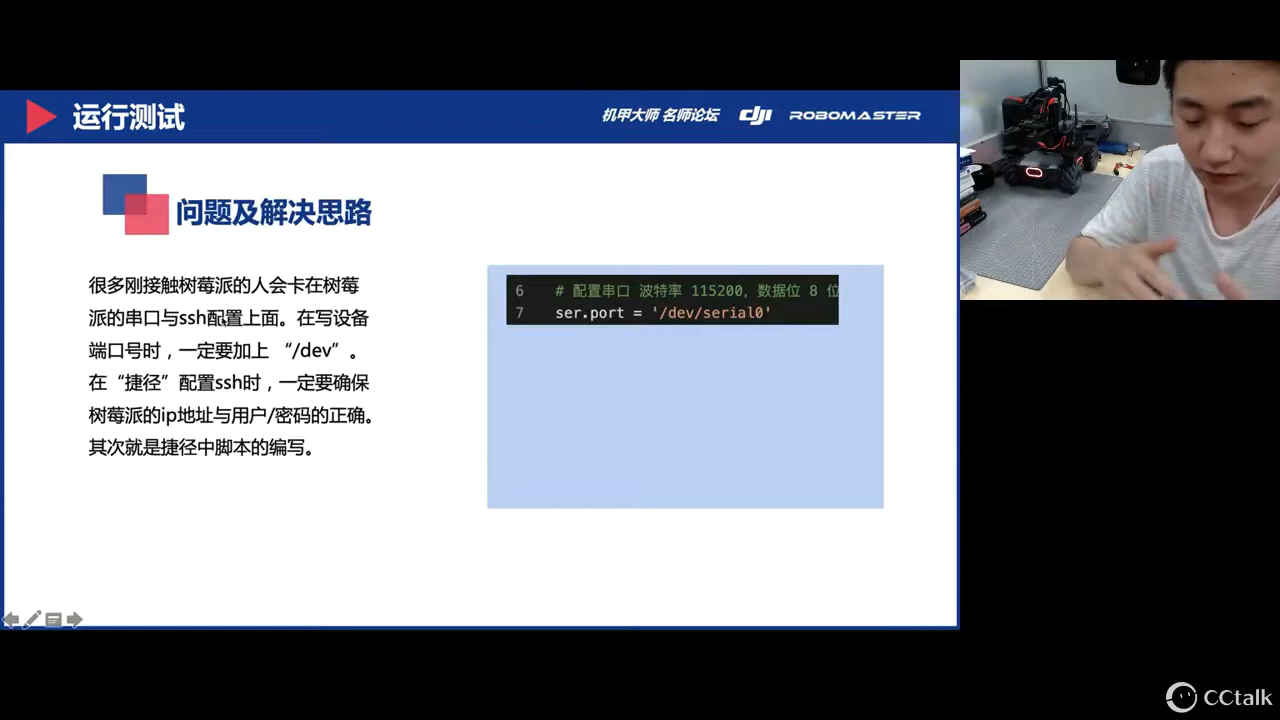 运行测试
机甲大师 名师论坛 dji ROBOMASTER
问题及解决思路
很多刚接触树莓派的人会卡在树莓
派的串口与ssh配置上面。在写设备
端口号时，一定要加上 “/dev”。
在“捷径”配置ssh时，一定要确保
树莓派的ip地址与用户/密码的正确。
其次就是捷径中脚本的编写。
6 # 配置串口 波特率 115200, 数据位 8 位
7 ser.port = '/dev/serial0'
CCtalk